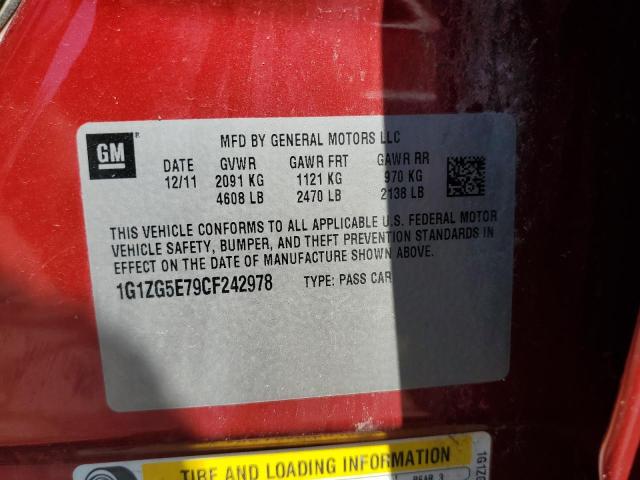 GM
MFD BY GENERAL MOTORS LLC
DATE GVWR GAWR FRT GAWR RR
12/11 2091 KG 1121 KG 970 KG
4608 LB 2470 LB 2138 LB
THIS VEHICLE CONFORMS TO ALL APPLICABLE U.S. FEDERAL MOTOR
VEHICLE SAFETY, BUMPER, AND THEFT PREVENTION STANDARDS IN
EFFECT ON THE DATE OF MANUFACTURE SHOWN ABOVE.
1G1ZG5E79CF242978 TYPE: PASS CAR
TIRE AND LOADING INFORMATION
REAR 3
1G1ZG